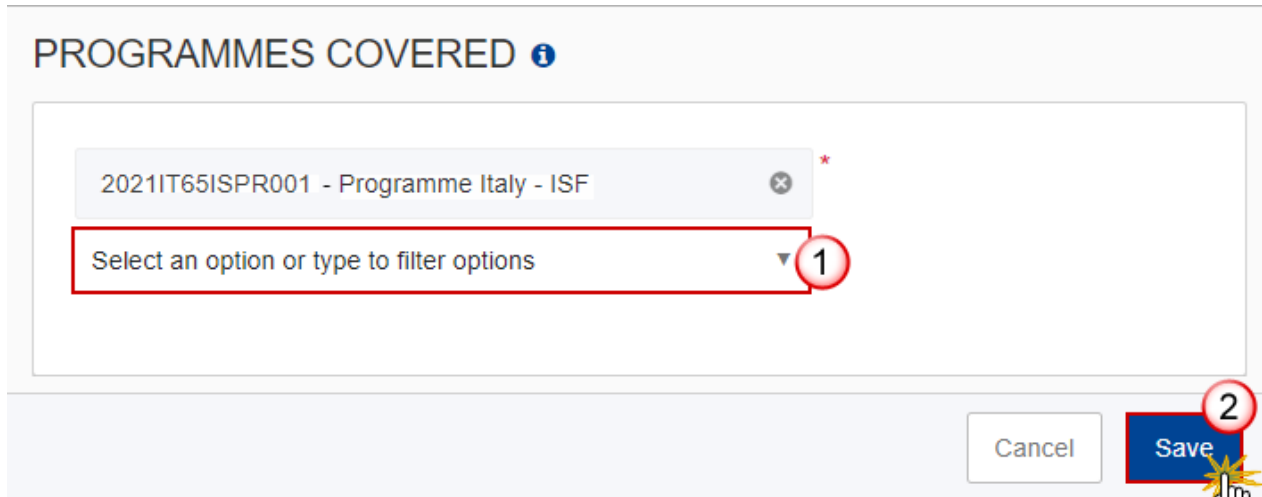 PROGRAMMES COVERED
2021IT65ISPR001 - Programme Italy - ISF
*
Select an option or type to filter options
1
2
Cancel
Save